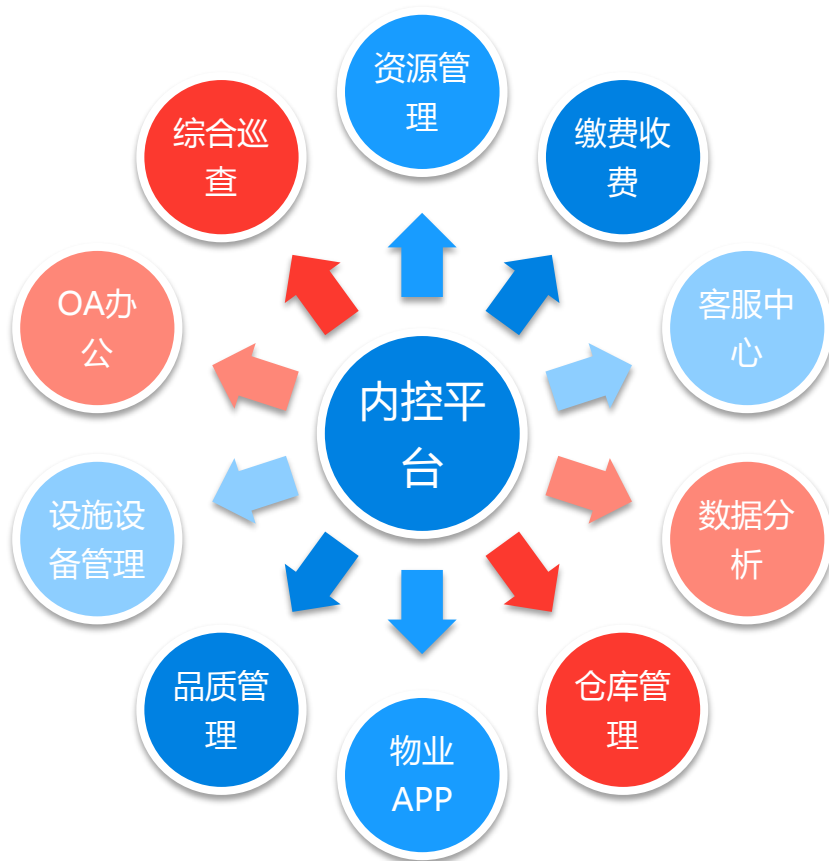 资源管
理
缴费收
费
客服中
心
数据分
析
仓库管
理
物业
APP
品质管
理
设施设
备管理
OA办
公
综合巡
查
内控平
台